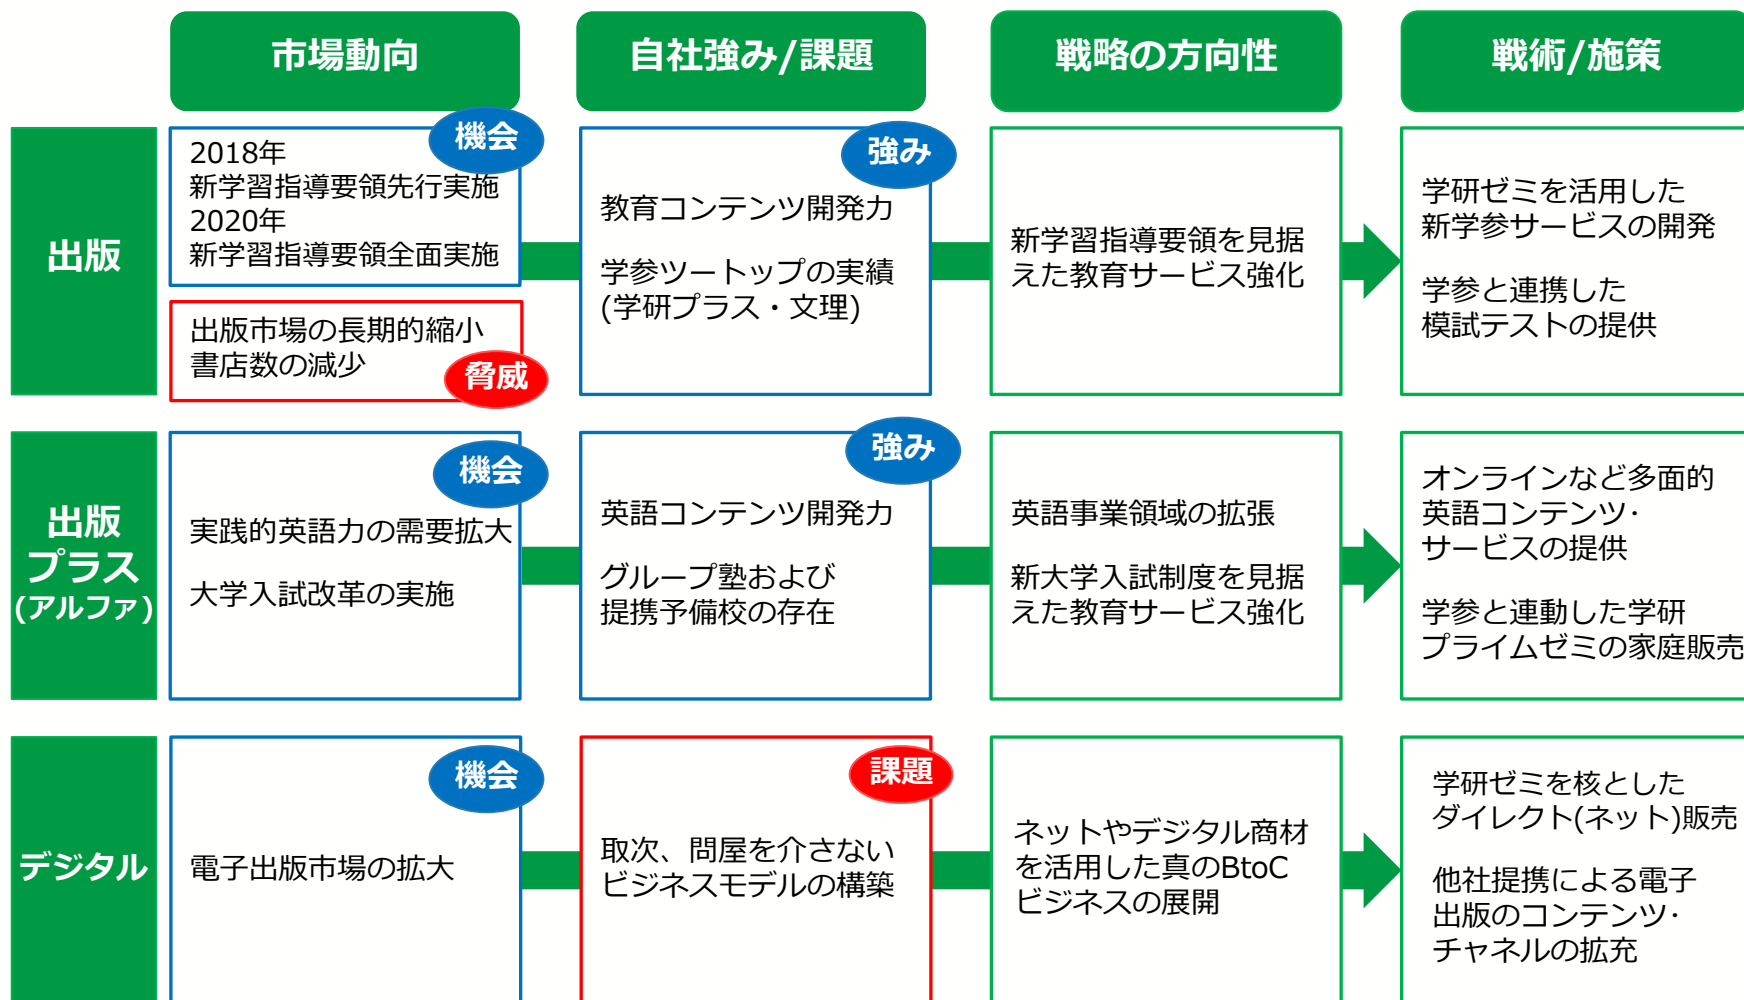 市場動向
自社強み/課題
戦略の方向性
戦術/施策
出版
機会
2018年
新学習指導要領先行実施
2020年
新学習指導要領全面実施
出版市場の長期的縮小
書店数の減少
脅威
強み
教育コンテンツ開発力
学参ツートップの実績
(学研プラス・文理)
新学習指導要領を見据
えた教育サービス強化
学研ゼミを活用した
新学参サービスの開発
学参と連携した
模試テストの提供
出版
プラス
(アルファ)
機会
実践的英語力の需要拡大
大学入試改革の実施
強み
英語コンテンツ開発力
グループ塾および
提携予備校の存在
英語事業領域の拡張
新大学入試制度を見据
えた教育サービス強化
オンラインなど多面的
英語コンテンツ・
サービスの提供
学参と連動した学研
プライムゼミの家庭販売
デジタル
機会
電子出版市場の拡大
課題
取次、問屋を介さない
ビジネスモデルの構築
ネットやデジタル商材
を活用した真のBtoC
ビジネスの展開
学研ゼミを核とした
ダイレクト(ネット)販売
他社提携による電子
出版のコンテンツ・
チャネルの拡充